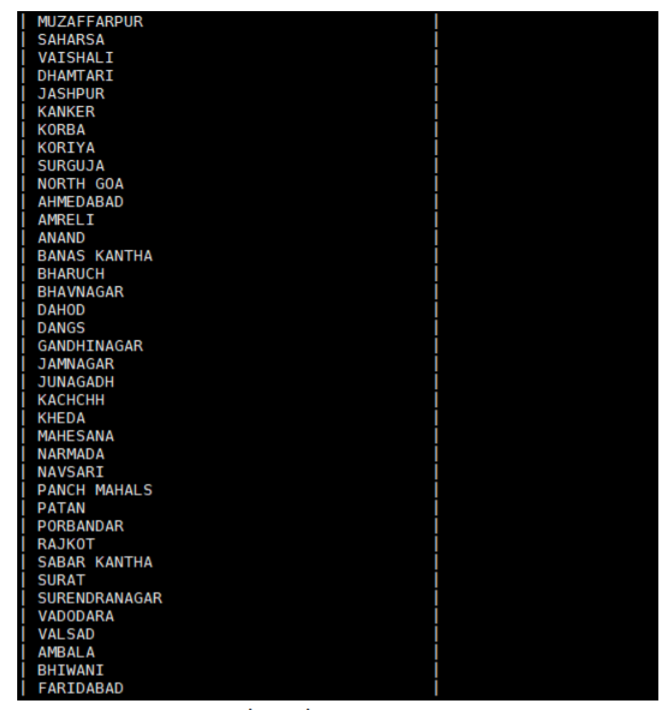 | MUZAFFARPUR |
| SAHARSA |
| VAISHALI |
| DHAMTARI |
| JASHPUR |
| KANKER |
| KORBA |
| KORIYA |
| SURGUJA |
| NORTH GOA |
| AHMEDABAD |
| AMRELI |
| ANAND |
| BANAS KANTHA |
| BHARUCH |
| BHAVNAGAR |
| DAHOD |
| DANGS |
| GANDHINAGAR |
| JAMNAGAR |
| JUNAGADH |
| KACHCHH |
| KHEDA |
| MAHESANA |
| NARMADA |
| NAVSARI |
| PANCH MAHALS |
| PATAN |
| PORBANDAR |
| RAJKOT |
| SABAR KANTHA |
| SURAT |
| SURENDRANAGAR |
| VADODARA |
| VALSAD |
| AMBALA |
| BHIWANI |
| FARIDABAD |